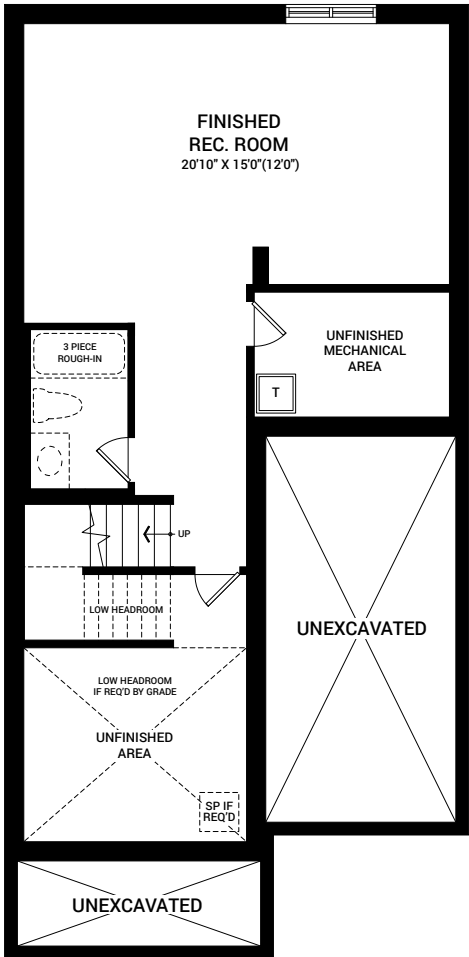 FINISHED
REC. ROOM
20'10" X 15'0"(12'0")
3 PIECE
ROUGH-IN
UNFINISHED
MECHANICAL
AREA
T
UP
LOW HEADROOM
UNEXCAVATED
LOW HEADROOM
IF REQ'D BY GRADE
UNFINISHED
AREA
SP IF
REQ'D
UNEXCAVATED